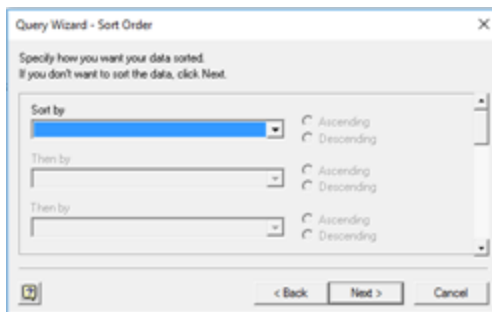 Query Wizard - Sort Order
Specify how you want your data sorted.
If you don't want to sort the data, click Next.
Sort by
Ascending
Descending
Then by
Ascending
Descending
Then by
Ascending
Descending
< Back Next > Cancel